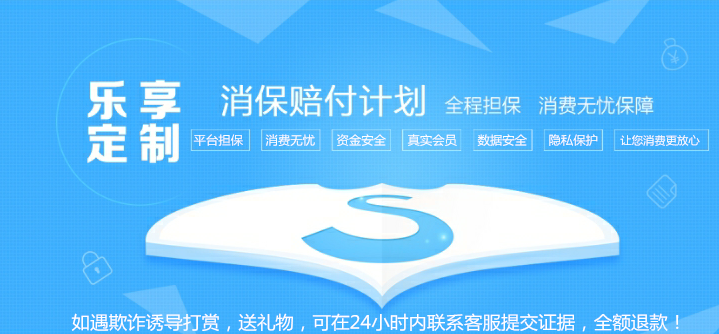 乐享
定制
消保赔付计划 全程担保 消费无忧保障
平台担保 消费无忧 资金安全 真实会员 数据安全 隐私保护 让您消费更放心
S
如遇欺诈诱导打赏，送礼物，可在24小时内联系客服提交证据，全额退款！